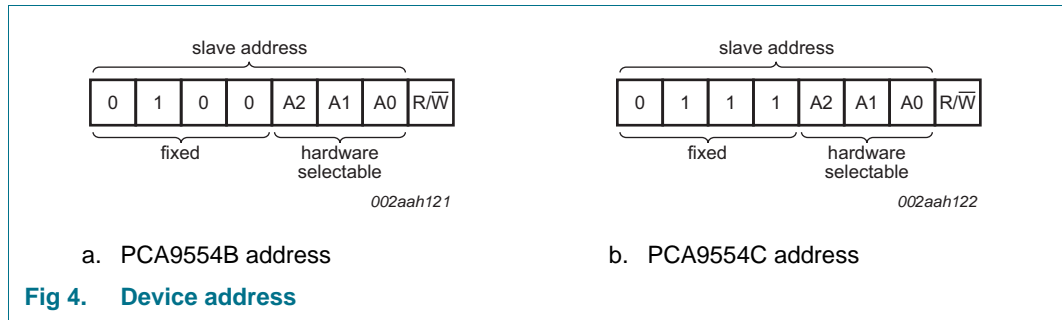 slave address
0 1 0 0 A2 A1 A0 R/W̅
fixed
hardware
selectable
002aah121
a. PCA9554B address
slave address
0 1 1 1 A2 A1 A0 R/W̅
fixed
hardware
selectable
002aah122
b. PCA9554C address
Fig 4. Device address